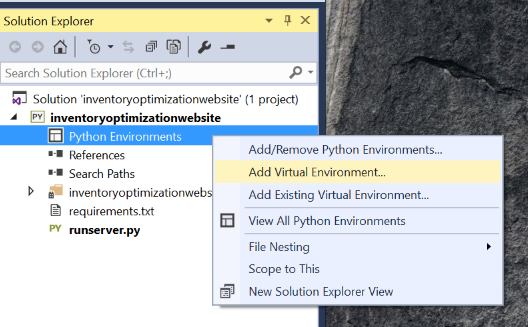 Solution Explorer
Search Solution Explorer (Ctrl+;)
Solution 'inventoryoptimizationwebsite' (1 project)
PY inventoryoptimizationwebsite
Python Environments
References
Search Paths
inventoryoptimizationwebs
requirements.txt
PY runserver.py
Add/Remove Python Environments...
Add Virtual Environment...
Add Existing Virtual Environment...
View All Python Environments
File Nesting
Scope to This
New Solution Explorer View